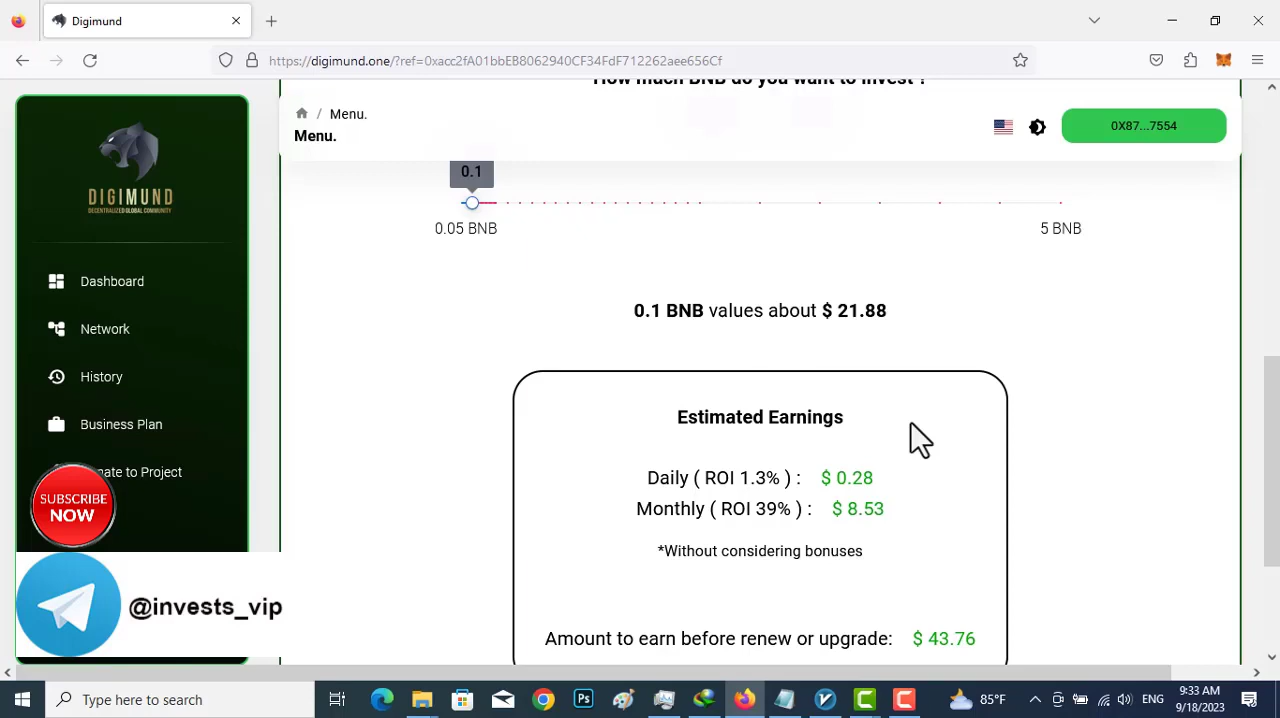 Digimund
https://digimund.one/?ref=0xacc2fA01bbEB8062940CF34FdF712262aee656Cf
How much BNB do you want to invest ?
/ Menu.
Menu.
0X87...7554
DIGIMUND
DECENTRALIZED GLOBAL COMMUNITY
0.1
0.05 BNB
5 BNB
Dashboard
Network
History
Business Plan
ate to Project
0.1 BNB values about $ 21.88
Estimated Earnings
Daily ( ROI 1.3% ) : $ 0.28
Monthly ( ROI 39% ) : $ 8.53
*Without considering bonuses
Amount to earn before renew or upgrade: $ 43.76
SUBSCRIBE
NOW
@invests_vip
Type here to search
Ps
85°F
9:33 AM
9/18/2023